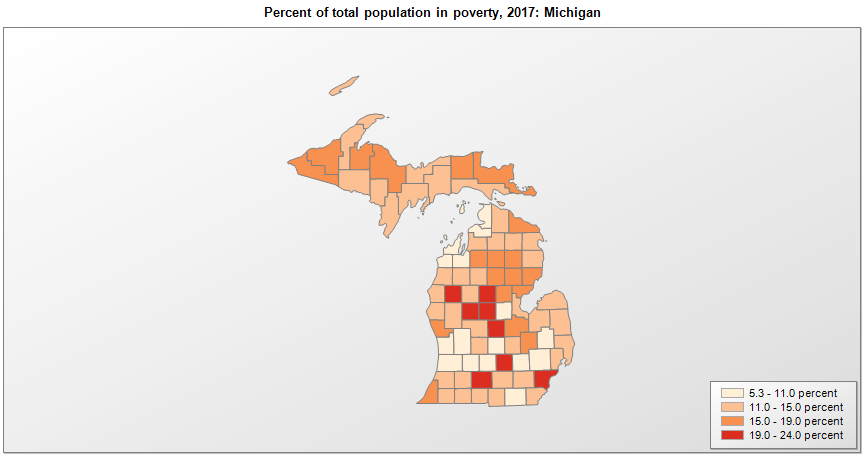 Percent of total population in poverty, 2017: Michigan
5.3 - 11.0 percent
11.0 - 15.0 percent
15.0 - 19.0 percent
19.0 - 24.0 percent